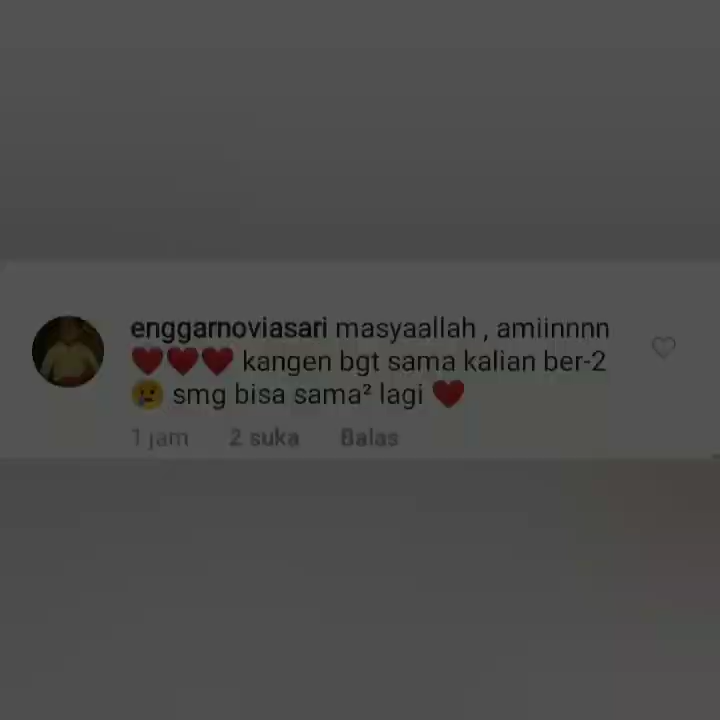 enggarnoviasari masyaallah , amiinnnn
❤️❤️❤️ kangen bgt sama kalian ber-2
😢 smg bisa sama² lagi ❤️
1 jam 2 suka Balas